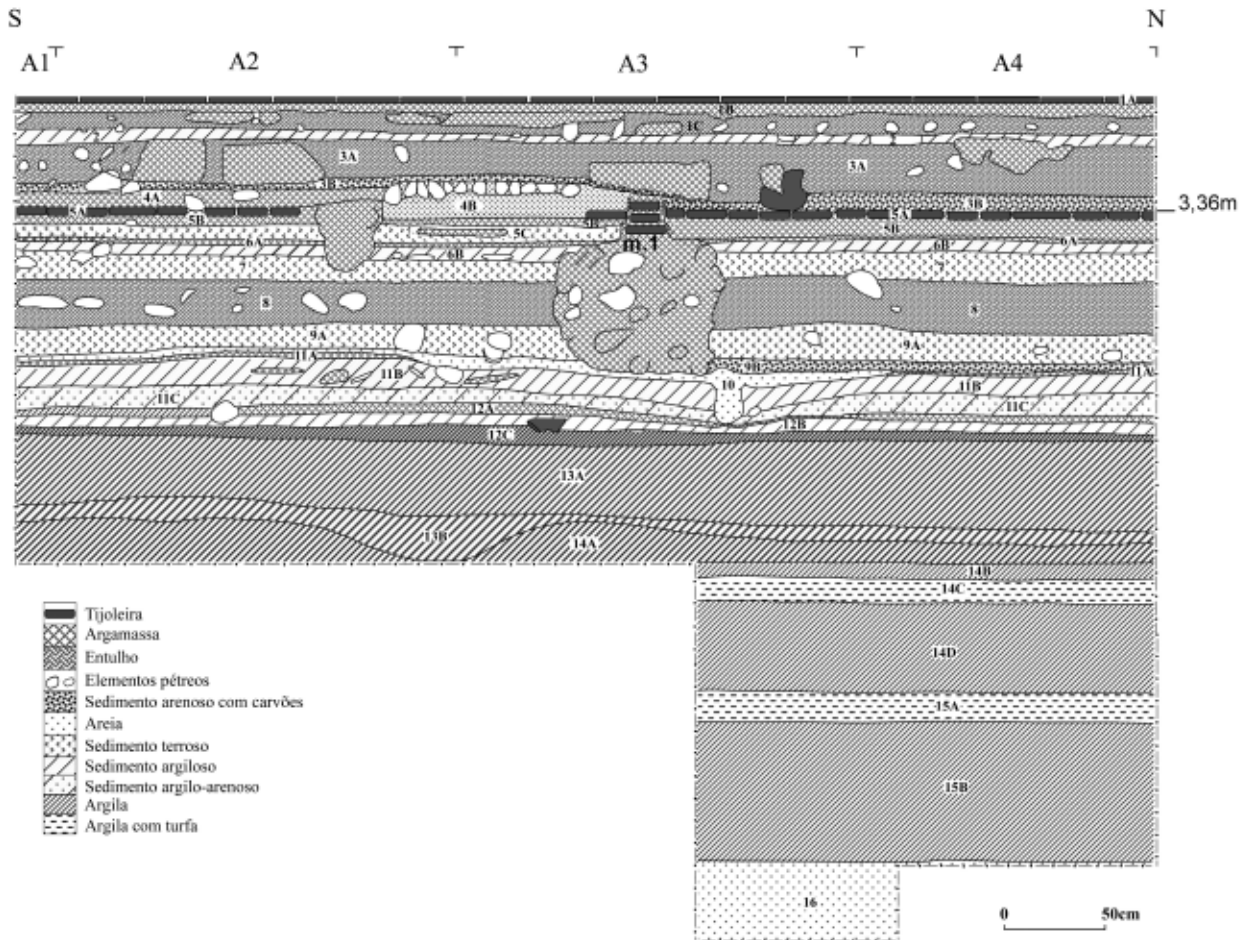 S N
A1 A2 A3 A4
1A
1B
1C
3A 3A
3B
4A 3B
4B
5A 5A 3,36m
5B 5B
5C
4B
6A 6A
6B m.1 6B
7 7
8 8
9A 9A
11A 9B 11A
11B 10 11B
11C 11C
12A
12B
12C
13A
13B 14A
14B
14C
14D
15A
15B
16
Tijoleira
Argamassa
Entulho
Elementos pétreos
Sedimento arenoso com carvões
Areia
Sedimento terroso
Sedimento argiloso
Sedimento argilo-arenoso
Argila
Argila com turfa
0 50cm